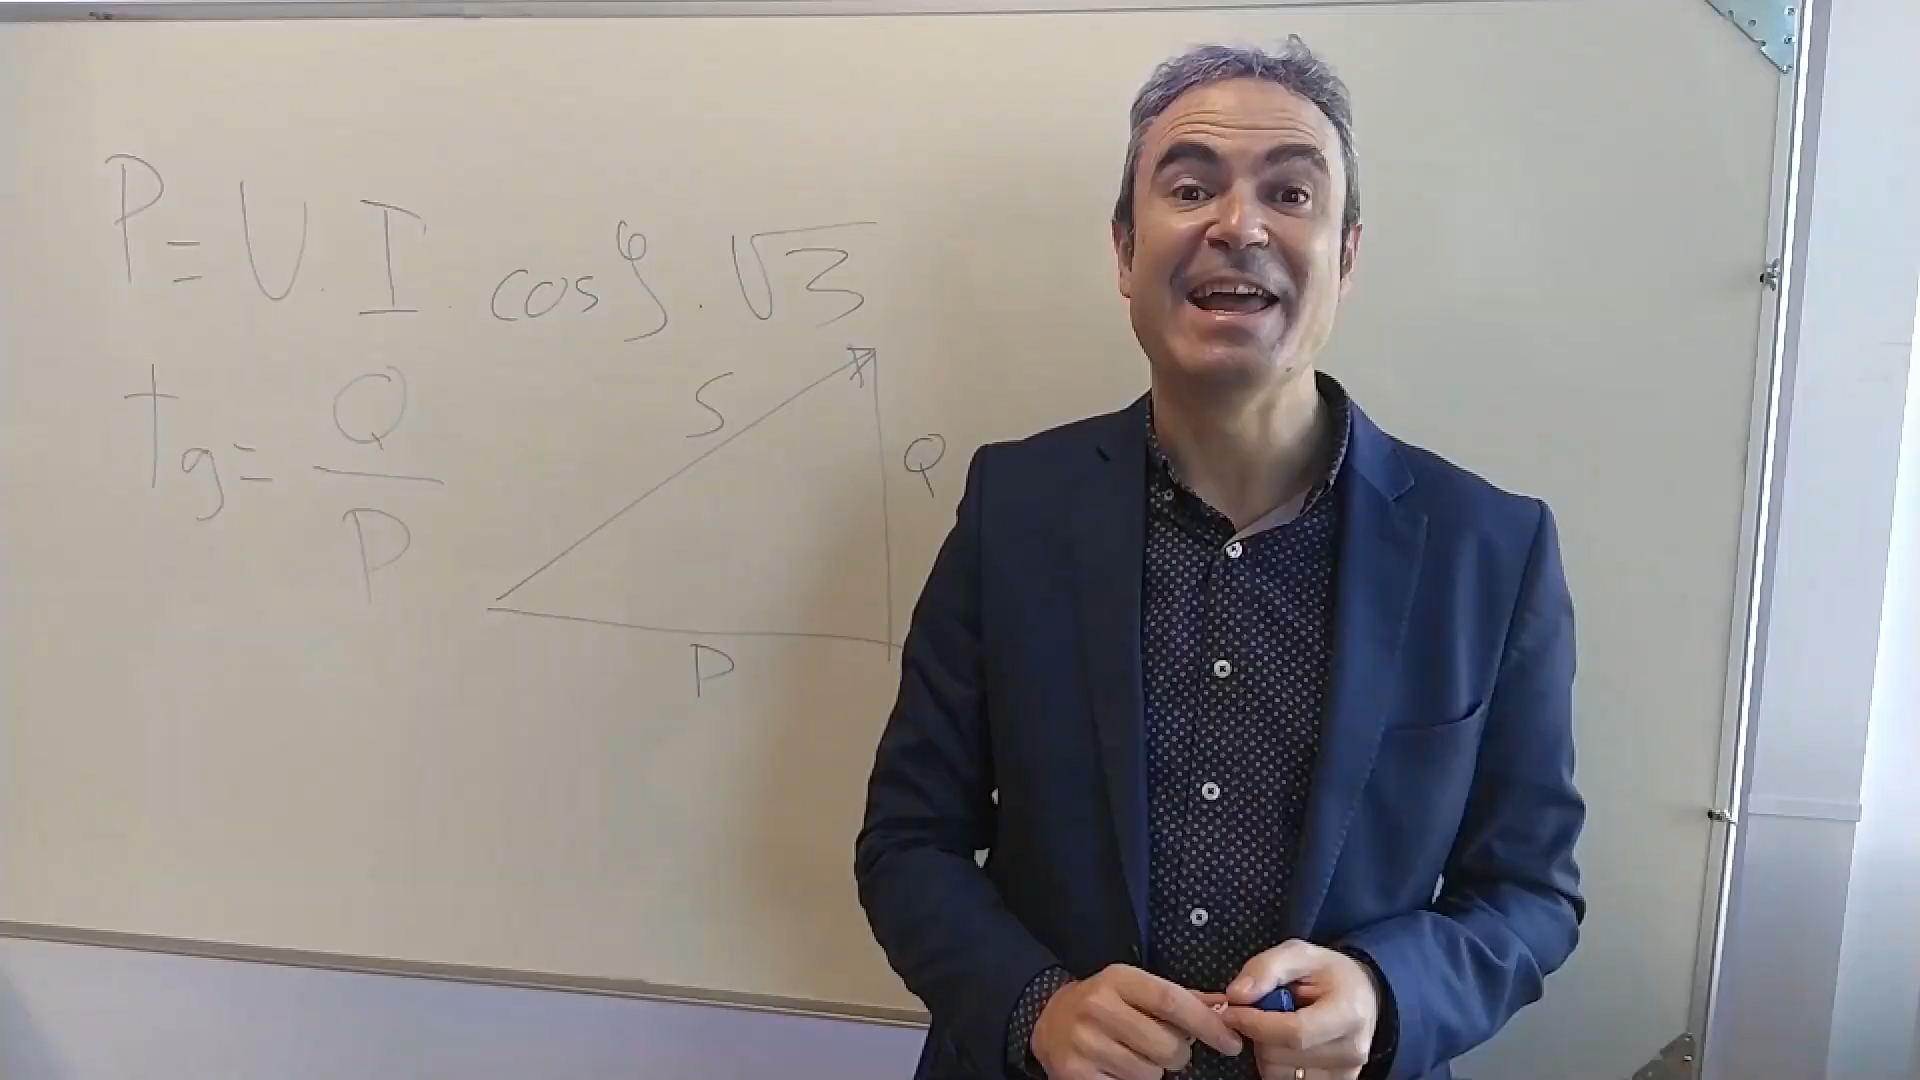 P = U . I . cos φ . √3
tg = Q
P
S
Q
P